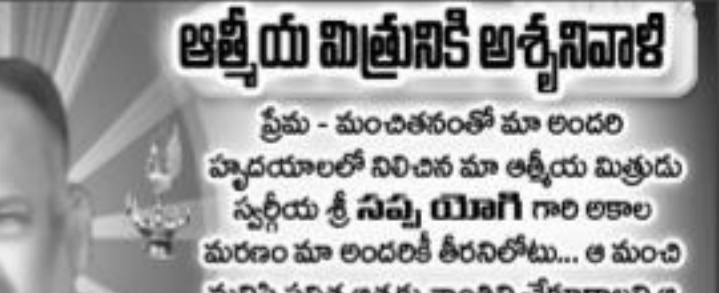 ఆత్మీయ మిత్రునికి అశృనివాళి
ప్రేమ - మంచితనంతో మా అందరి
హృదయాలలో నిలిచిన మా ఆత్మీయ మిత్రుడు
స్వర్గీయ శ్రీ సప్ప యోగి గారి అకాల
మరణం మా అందరికీ తీరనిలోటు... ఆ మంచి